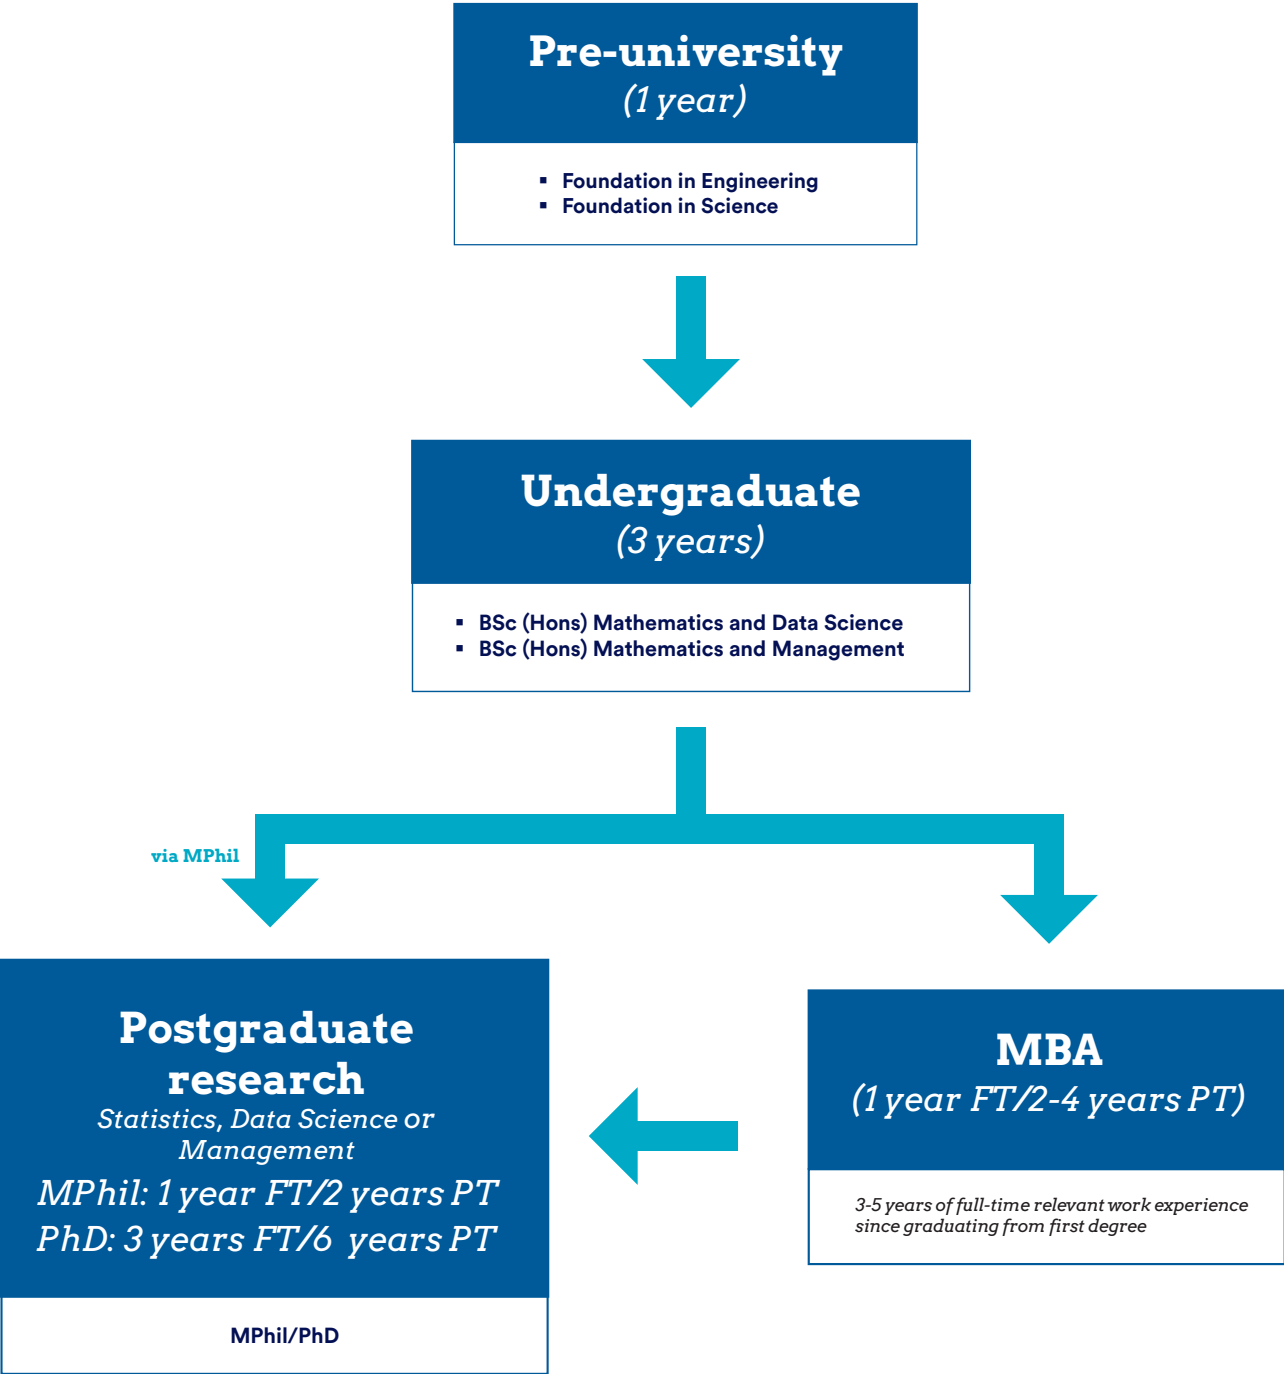 Pre-university
(1 year)
▪ Foundation in Engineering
▪ Foundation in Science
Undergraduate
(3 years)
▪ BSc (Hons) Mathematics and Data Science
▪ BSc (Hons) Mathematics and Management
via MPhil
Postgraduate
research
Statistics, Data Science or
Management
MPhil: 1 year FT/2 years PT
PhD: 3 years FT/6 years PT
MPhil/PhD
MBA
(1 year FT/2-4 years PT)
3-5 years of full-time relevant work experience
since graduating from first degree